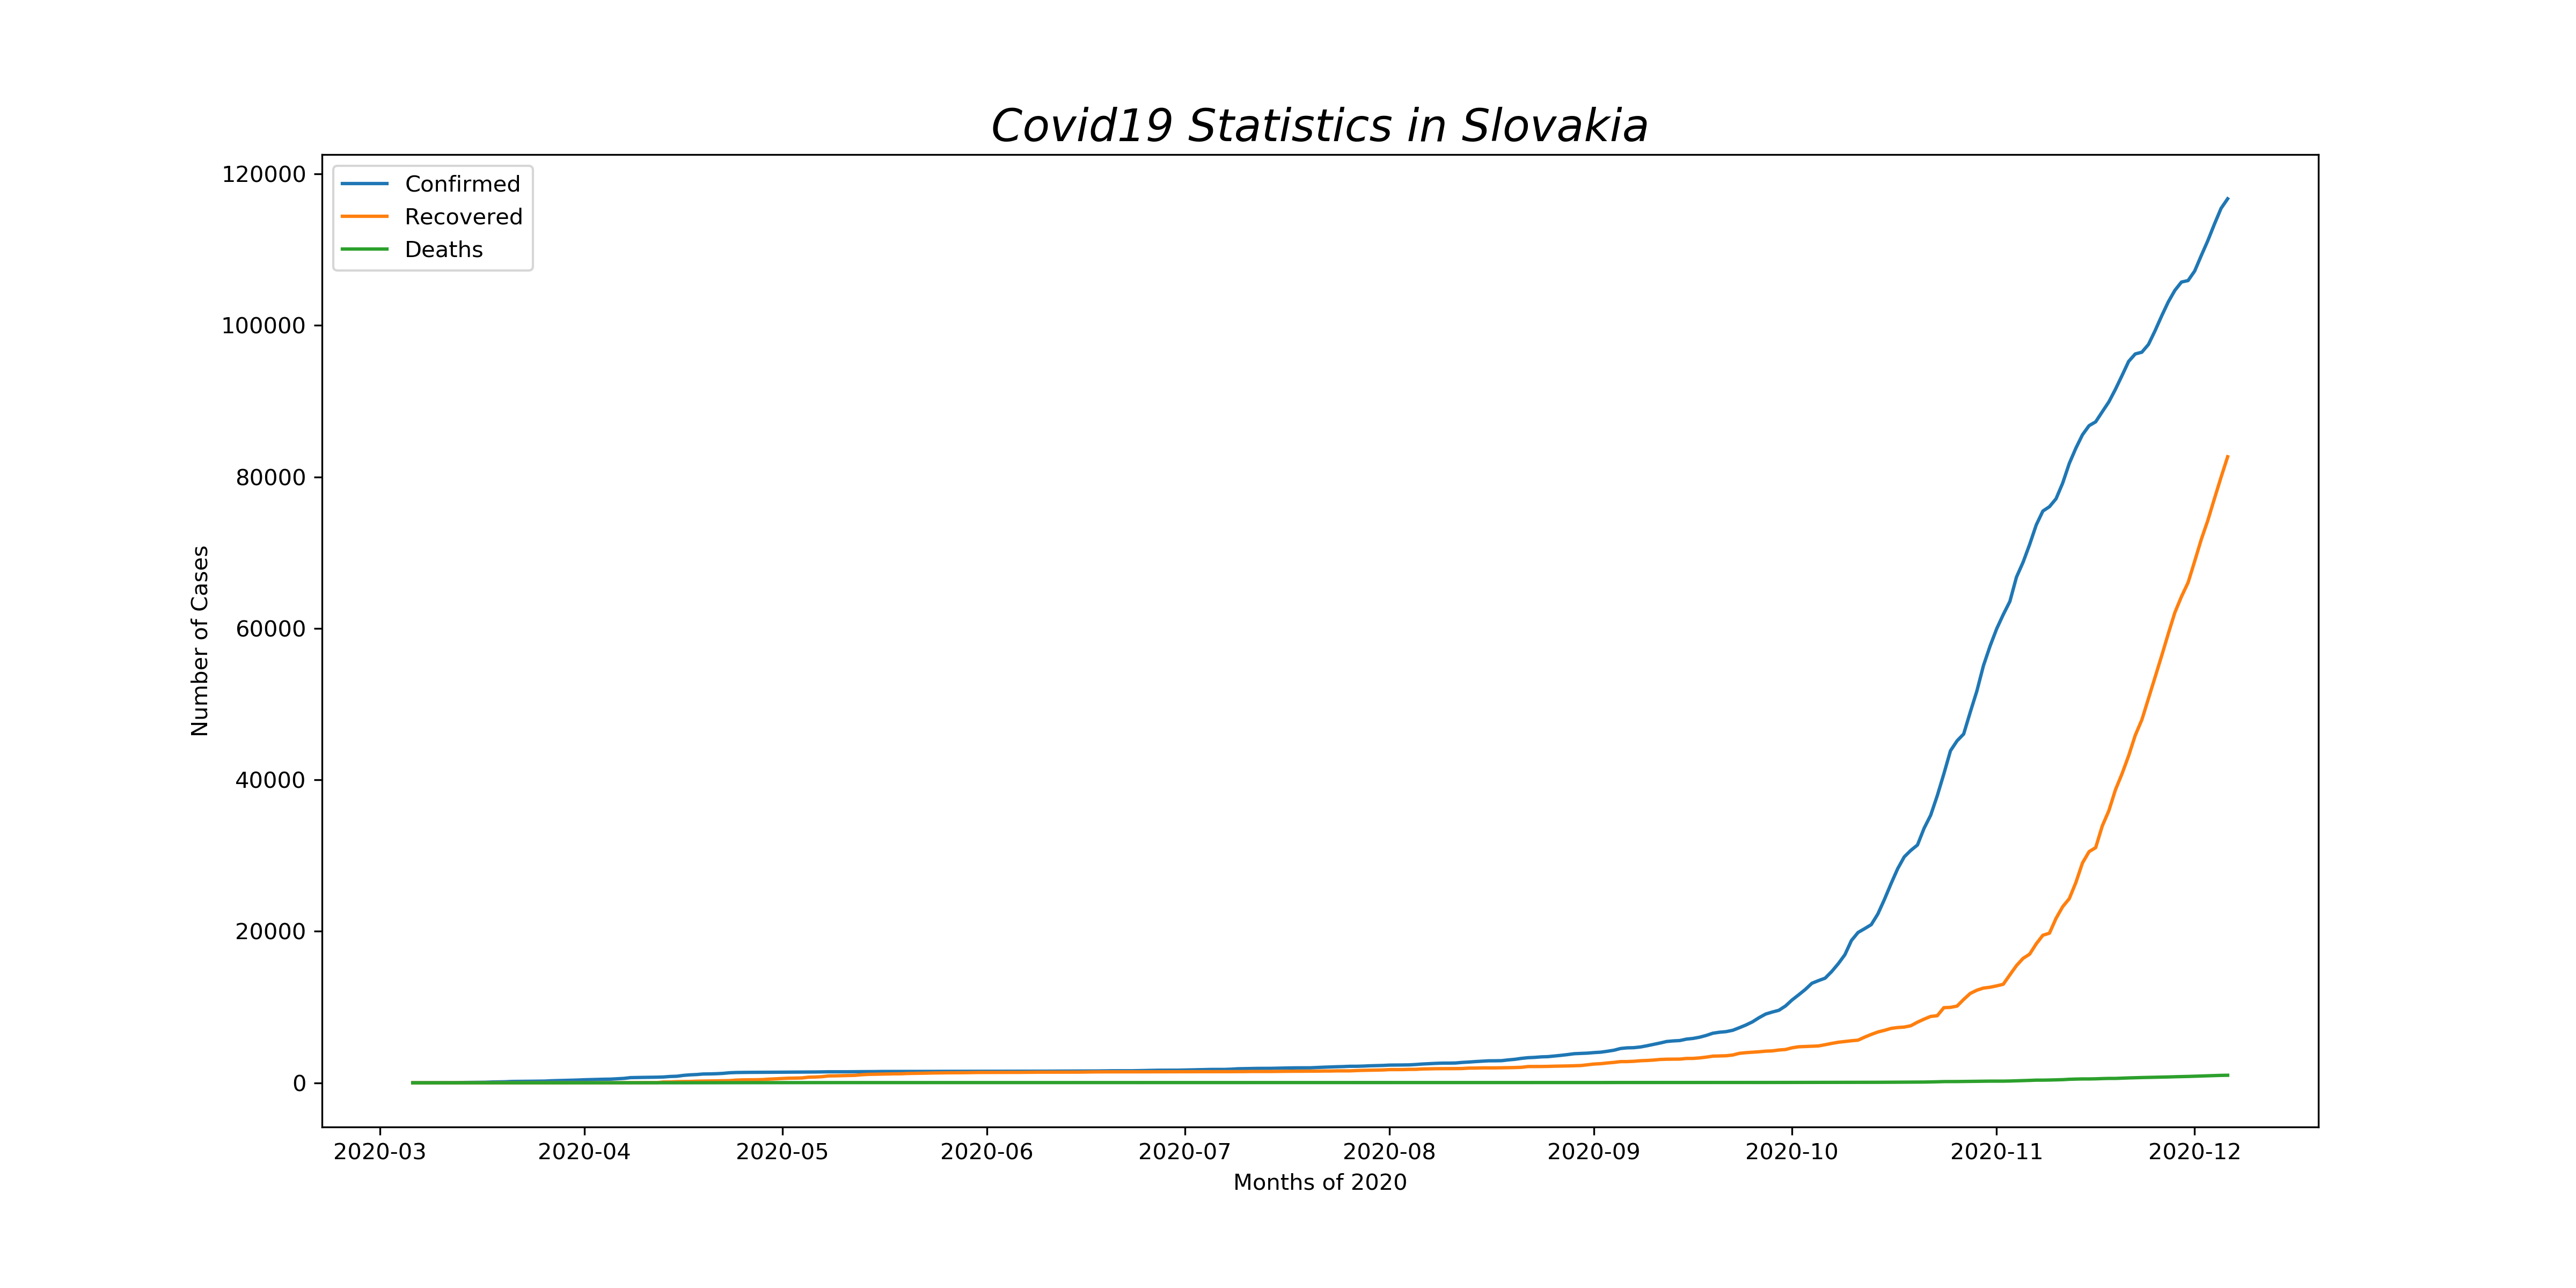 Covid19 Statistics in Slovakia
Confirmed
Recovered
Deaths
120000
100000
80000
60000
40000
20000
0
Number of Cases
2020-03 2020-04 2020-05 2020-06 2020-07 2020-08 2020-09 2020-10 2020-11 2020-12
Months of 2020